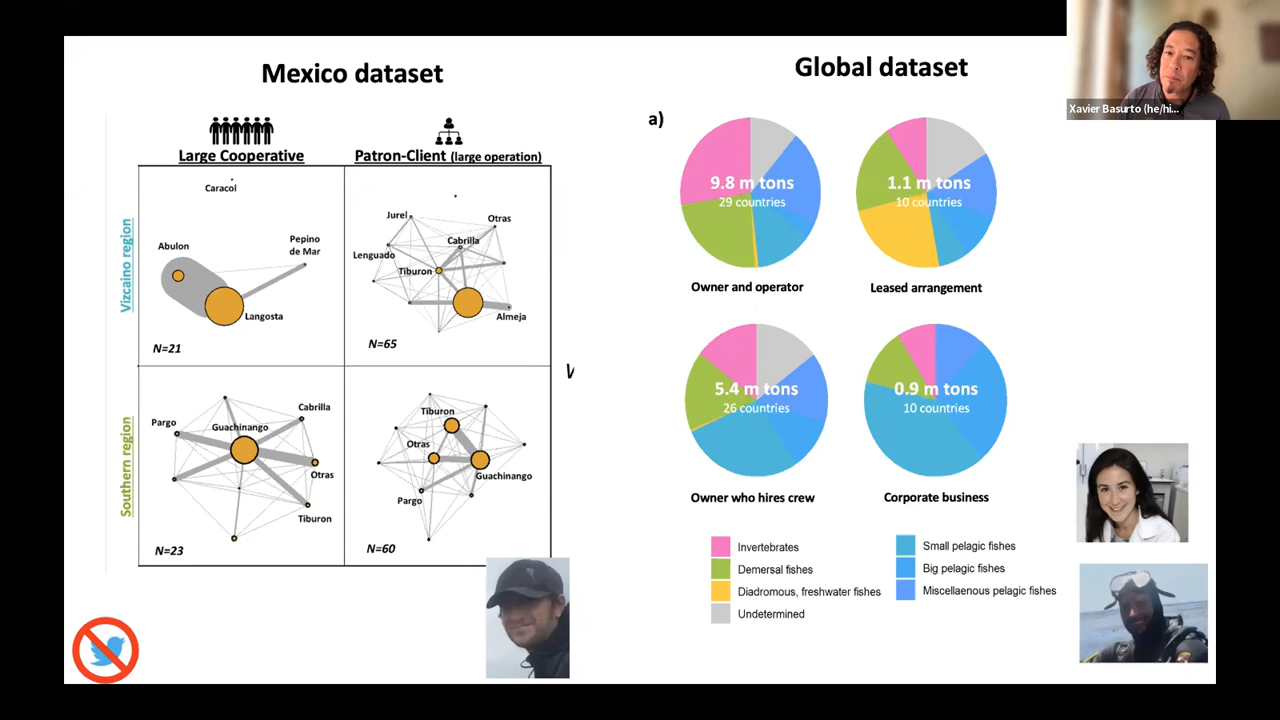 Mexico dataset
Large Cooperative
Patron-Client (large operation)
Vizcaino region
Caracol
Abulon
Pepino
de Mar
Langosta
N=21
Jurel
Otras
Cabrilla
Lenguado
Tiburon
Almeja
N=65
Southern region
Pargo
Guachinango
Cabrilla
Otras
Tiburon
N=23
Tiburon
Otras
Guachinango
Pargo
N=60
Global dataset
a)
9.8 m tons
29 countries
Owner and operator
1.1 m tons
10 countries
Leased arrangement
5.4 m tons
26 countries
Owner who hires crew
0.9 m tons
10 countries
Corporate business
Invertebrates
Demersal fishes
Diadromous, freshwater fishes
Undetermined
Small pelagic fishes
Big pelagic fishes
Miscellaenous pelagic fishes
Xavier Basurto (he/hi...